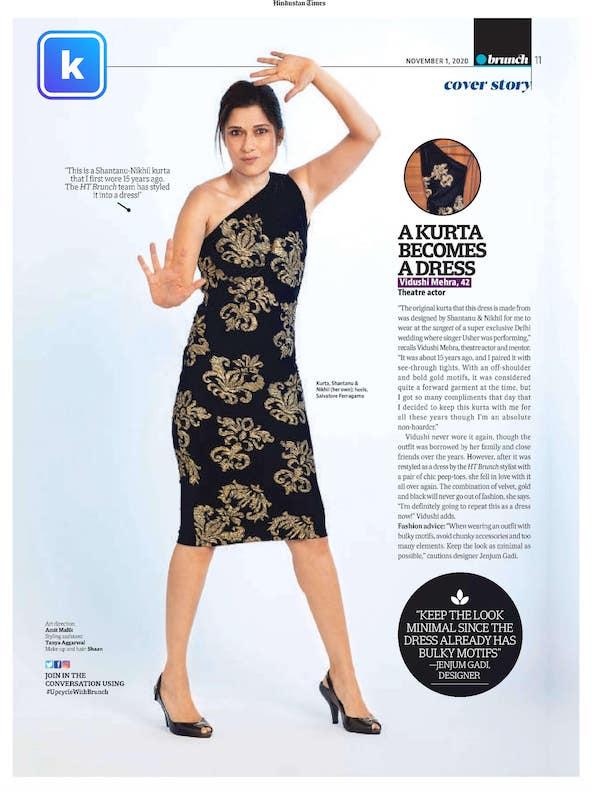 Hindustan Times
k
NOVEMBER 1, 2020
brunch
11
cover story
"This is a Shantanu-Nikhil kurta
that I first wore 15 years ago.
The HT Brunch team has styled
it into a dress!"
A KURTA
BECOMES
A DRESS
Vidushi Mehra, 42
Theatre actor
"The original kurta that this dress is made from
was designed by Shantanu & Nikhil for me to
wear at the sangeet of a super exclusive Delhi
wedding where singer Usher was performing,"
recalls Vidushi Mehra, theatre actor and mentor.
"It was about 15 years ago, and I paired it with
see-through tights. With an off-shoulder
and bold gold motifs, it was considered
quite a forward garment at the time, but
I got so many compliments that day that
I decided to keep this kurta with me for
all these years though I'm an absolute
non-hoarder."
Vidushi never wore it again, though the
outfit was borrowed by her family and close
friends over the years. However, after it was
restyled as a dress by the HT Brunch stylist with
a pair of chic peep-toes, she fell in love with it
all over again. The combination of velvet, gold
and black will never go out of fashion, she says.
"I'm definitely going to repeat this as a dress
now!" Vidushi adds.
Fashion advice: "When wearing an outfit with
bulky motifs, avoid chunky accessories and too
many elements. Keep the look as minimal as
possible," cautions designer Jenjum Gadi.
Kurta, Shantanu &
Nikhil (her own); heels,
Salvatore Ferragamo
"KEEP THE LOOK
MINIMAL SINCE THE
DRESS ALREADY HAS
BULKY MOTIFS"
—JENJUM GADI,
DESIGNER
Art direction:
Amit Malik
Styling assistant:
Tanya Aggarwal
Make-up and hair: Shaan
JOIN IN THE
CONVERSATION USING
#UpcycleWithBrunch